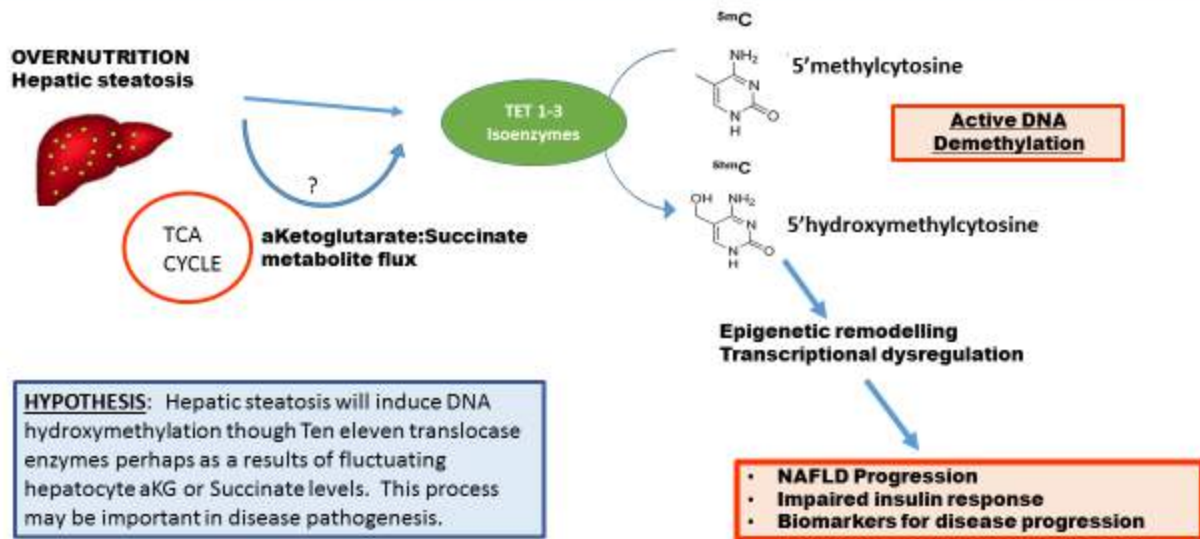 OVERNUTRITION
Hepatic steatosis
?
TCA
CYCLE
aKetoglutarate:Succinate
metabolite flux
TET 1-3
Isoenzymes
5mC
NH₂
N
N
H
O
5'methylcytosine
Active DNA
Demethylation
5hmC
OH
NH₂
N
N
H
O
5'hydroxymethylcytosine
Epigenetic remodelling
Transcriptional dysregulation
HYPOTHESIS: Hepatic steatosis will induce DNA
hydroxymethylation though Ten eleven translocase
enzymes perhaps as a results of fluctuating
hepatocyte aKG or Succinate levels. This process
may be important in disease pathogenesis.
• NAFLD Progression
• Impaired insulin response
• Biomarkers for disease progression